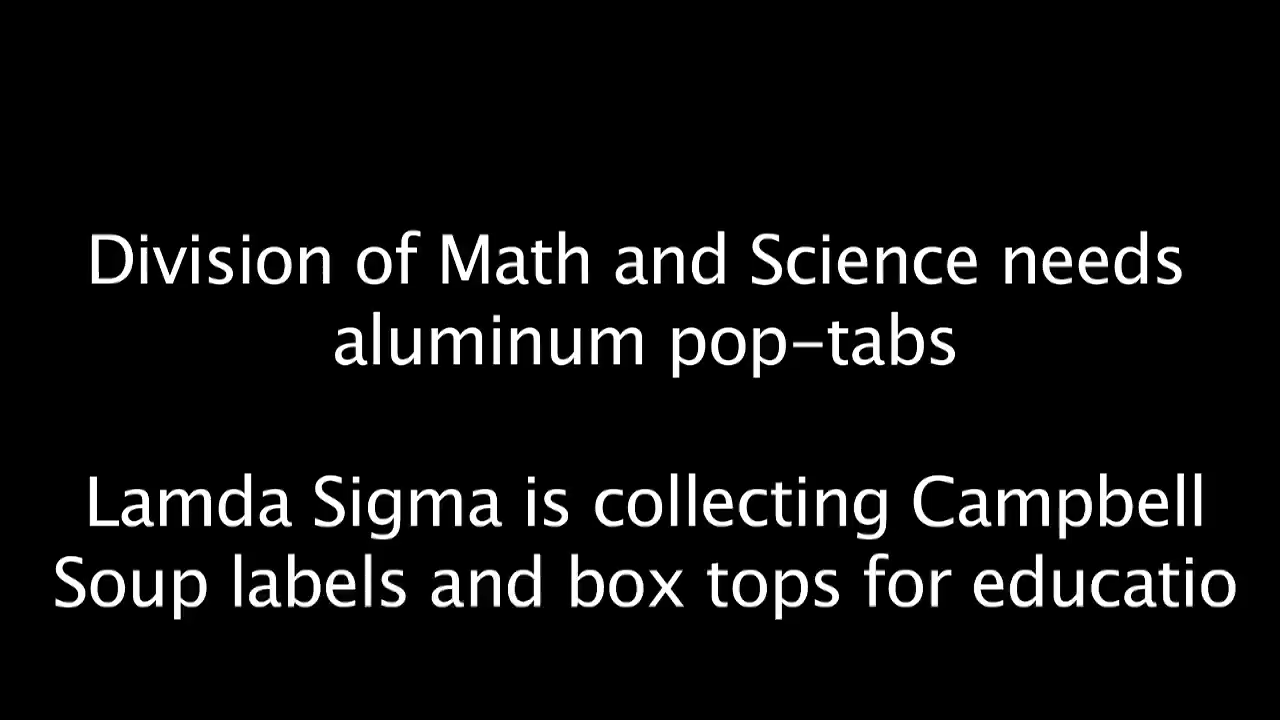 Division of Math and Science needs
aluminum pop-tabs
Lamda Sigma is collecting Campbell
Soup labels and box tops for educatio